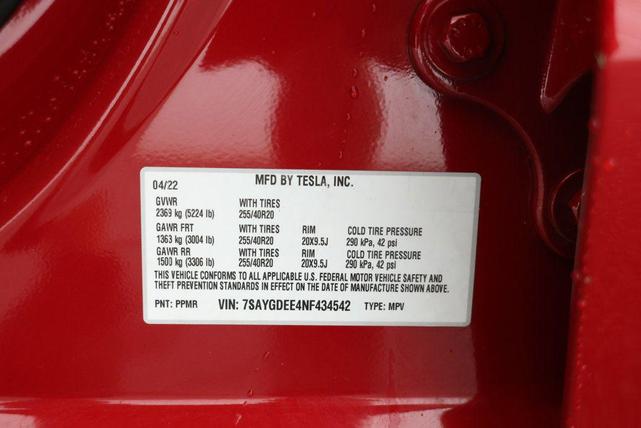 MFD BY TESLA, INC.
04/22
GVWR WITH TIRES
2369 kg (5224 lb) 255/40R20
GAWR FRT WITH TIRES RIM COLD TIRE PRESSURE
1363 kg (3004 lb) 255/40R20 20X9.5J 290 kPa, 42 psi
GAWR RR WITH TIRES RIM COLD TIRE PRESSURE
1500 kg (3306 lb) 255/40R20 20X9.5J 290 kPa, 42 psi
THIS VEHICLE CONFORMS TO ALL APPLICABLE U.S. FEDERAL MOTOR VEHICLE SAFETY AND
THEFT PREVENTION STANDARDS IN EFFECT ON THE DATE OF MANUFACTURE SHOWN ABOVE.
PNT: PPMR VIN: 7SAYGDEE4NF434542 TYPE: MPV